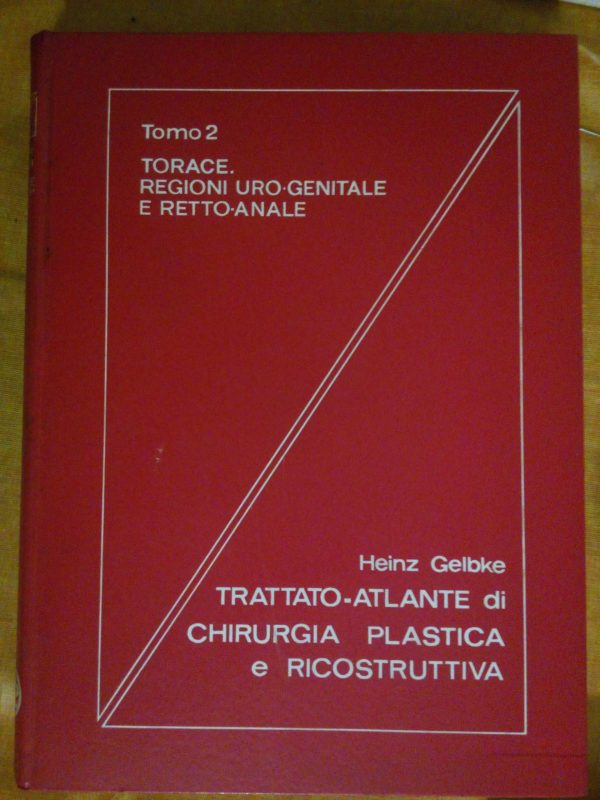 Tomo 2
TORACE.
REGIONI URO-GENITALE
E RETTO-ANALE
Heinz Gelbke
TRATTATO-ATLANTE di
CHIRURGIA PLASTICA
e RICOSTRUTTIVA